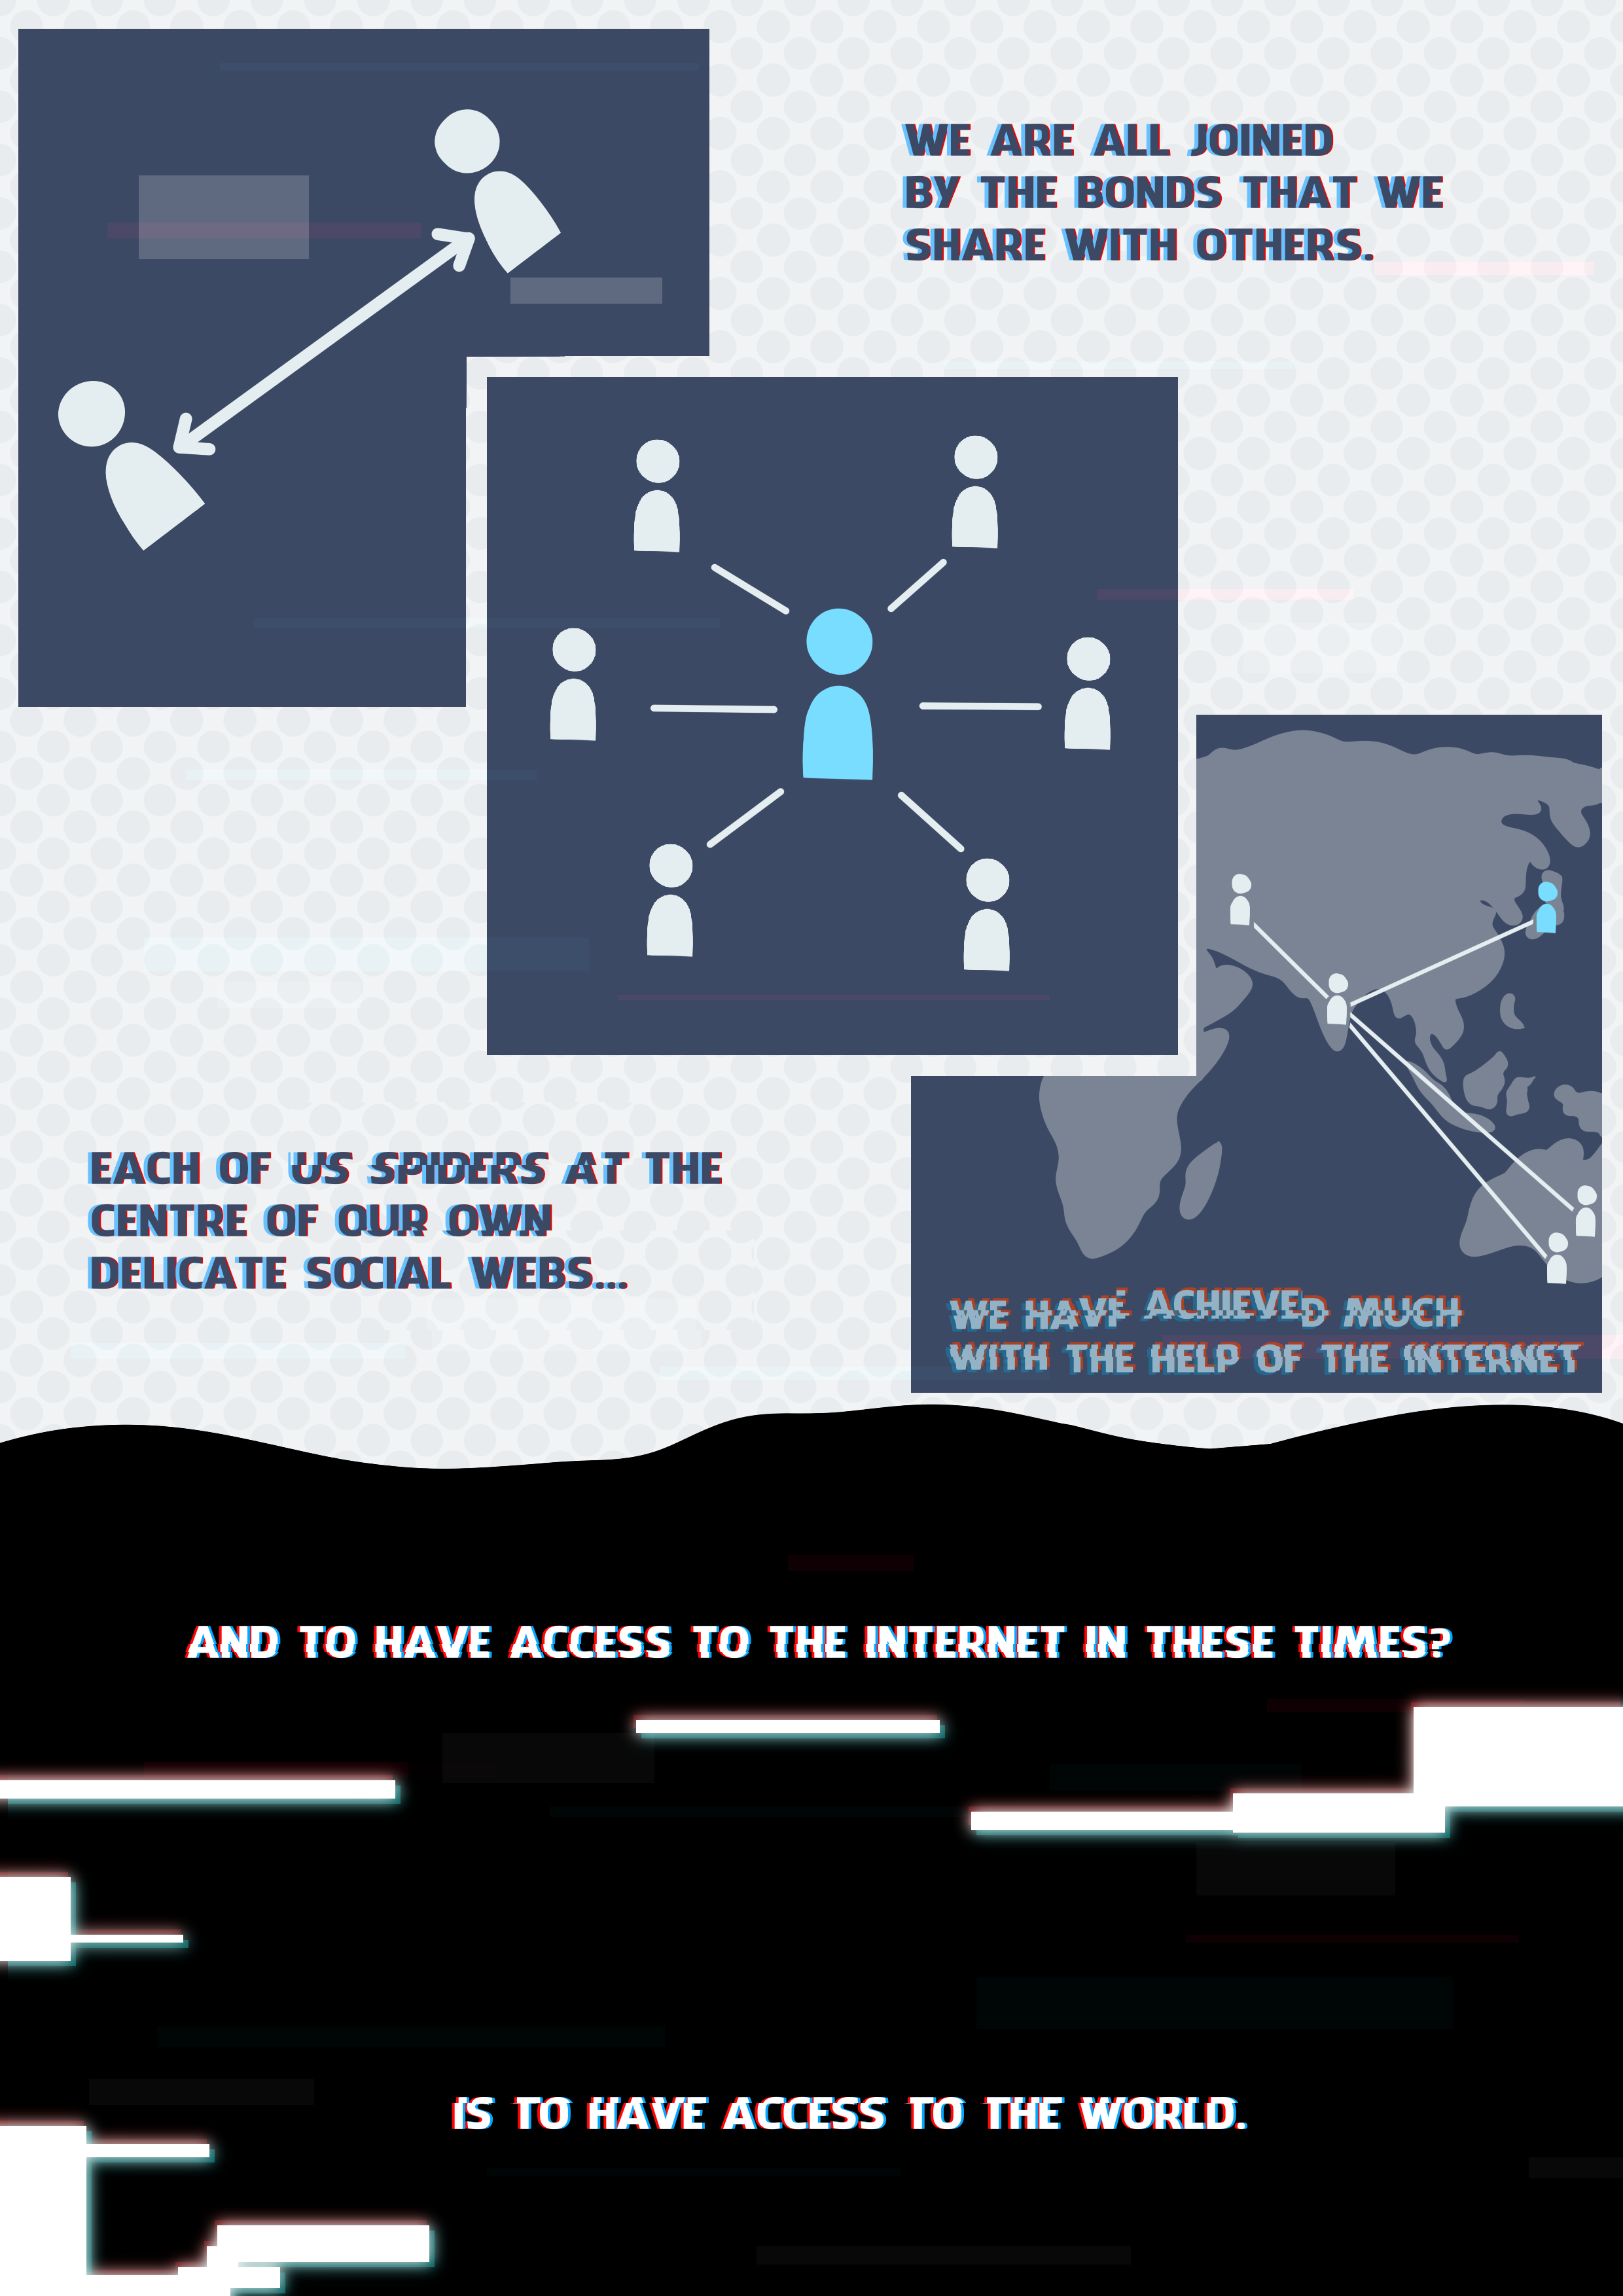 WE ARE ALL JOINED
BY THE BONDS THAT WE
SHARE WITH OTHERS.
EACH OF US SPIDERS AT THE
CENTRE OF OUR OWN
DELICATE SOCIAL WEBS...
WE HAVE ACHIEVED MUCH
WITH THE HELP OF THE INTERNET
AND TO HAVE ACCESS TO THE INTERNET IN THESE TIMES?
IS TO HAVE ACCESS TO THE WORLD.